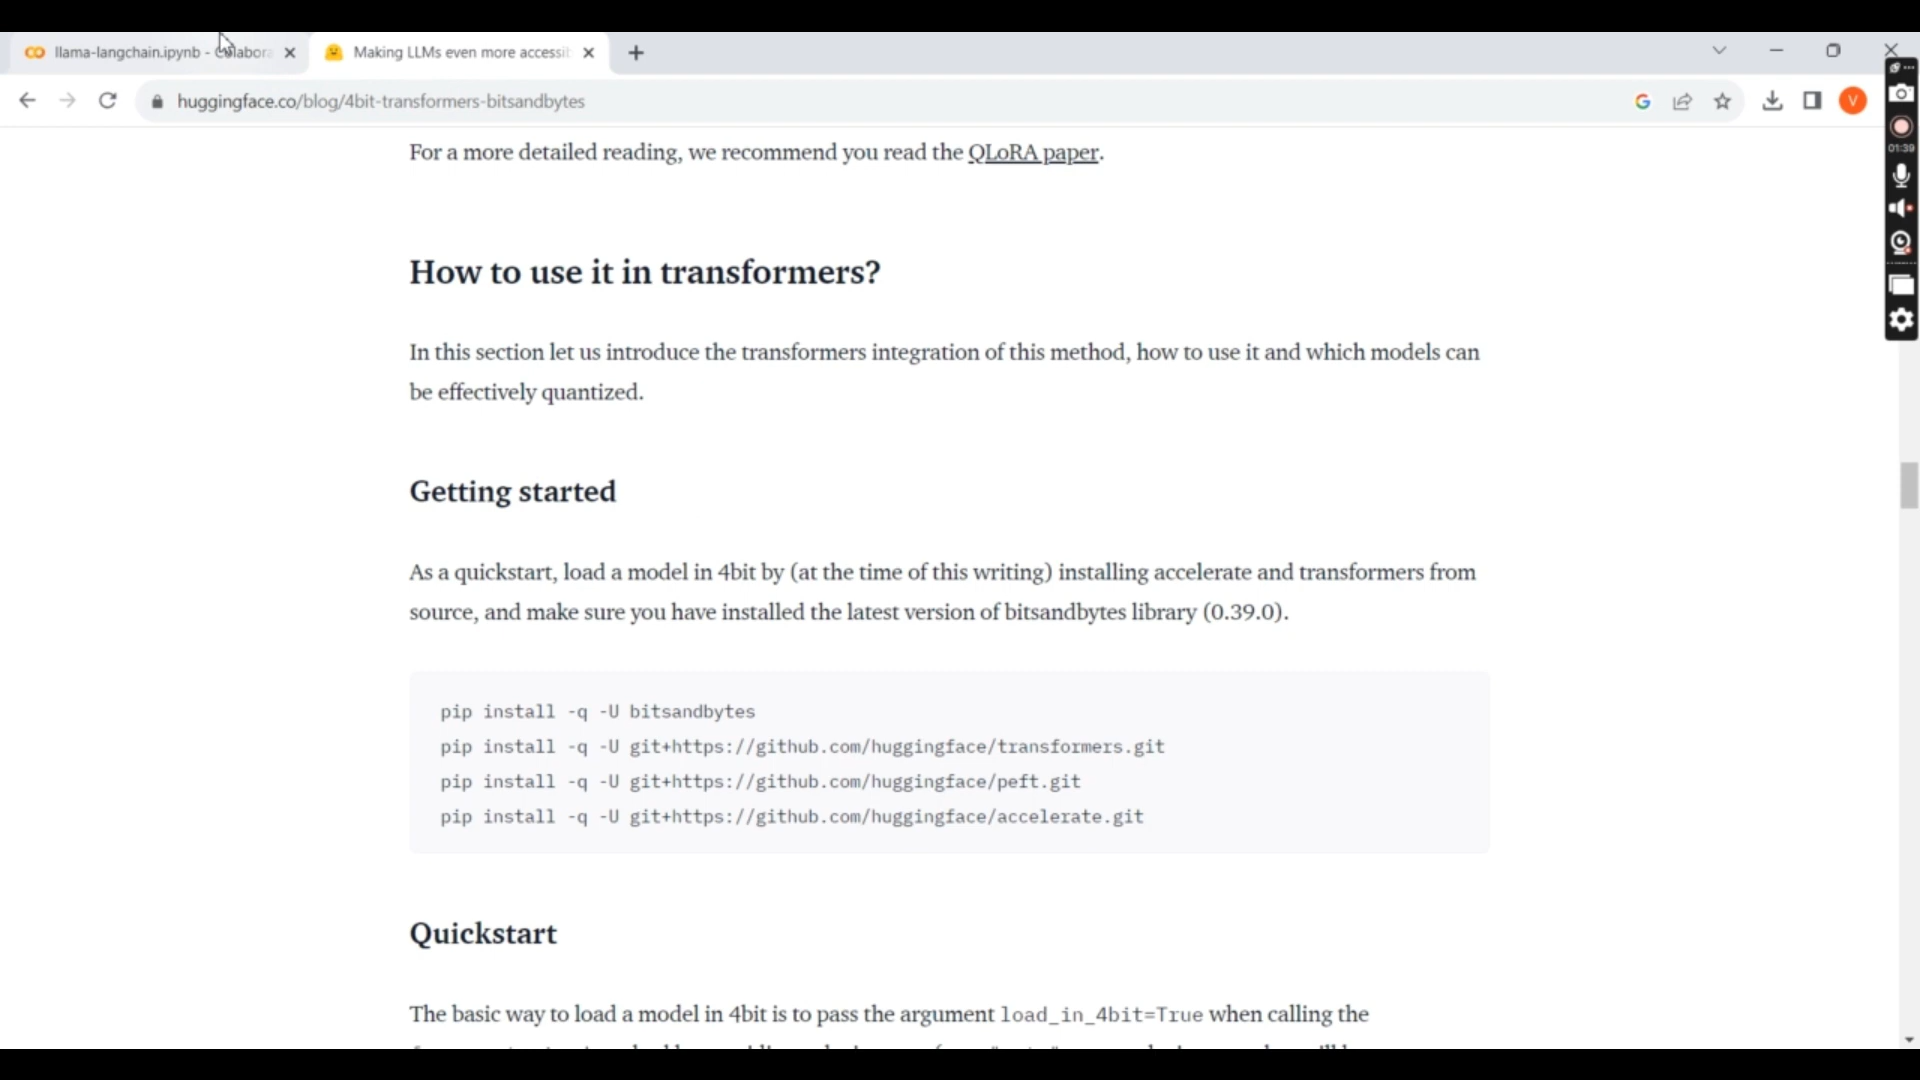 llama-langchain.ipynb - Colabora
Making LLMs even more accessib
huggingface.co/blog/4bit-transformers-bitsandbytes
V
01:39
For a more detailed reading, we recommend you read the QLoRA paper.
How to use it in transformers?
In this section let us introduce the transformers integration of this method, how to use it and which models can
be effectively quantized.
Getting started
As a quickstart, load a model in 4bit by (at the time of this writing) installing accelerate and transformers from
source, and make sure you have installed the latest version of bitsandbytes library (0.39.0).
pip install -q -U bitsandbytes
pip install -q -U git+https://github.com/huggingface/transformers.git
pip install -q -U git+https://github.com/huggingface/peft.git
pip install -q -U git+https://github.com/huggingface/accelerate.git
Quickstart
The basic way to load a model in 4bit is to pass the argument load_in_4bit=True when calling the